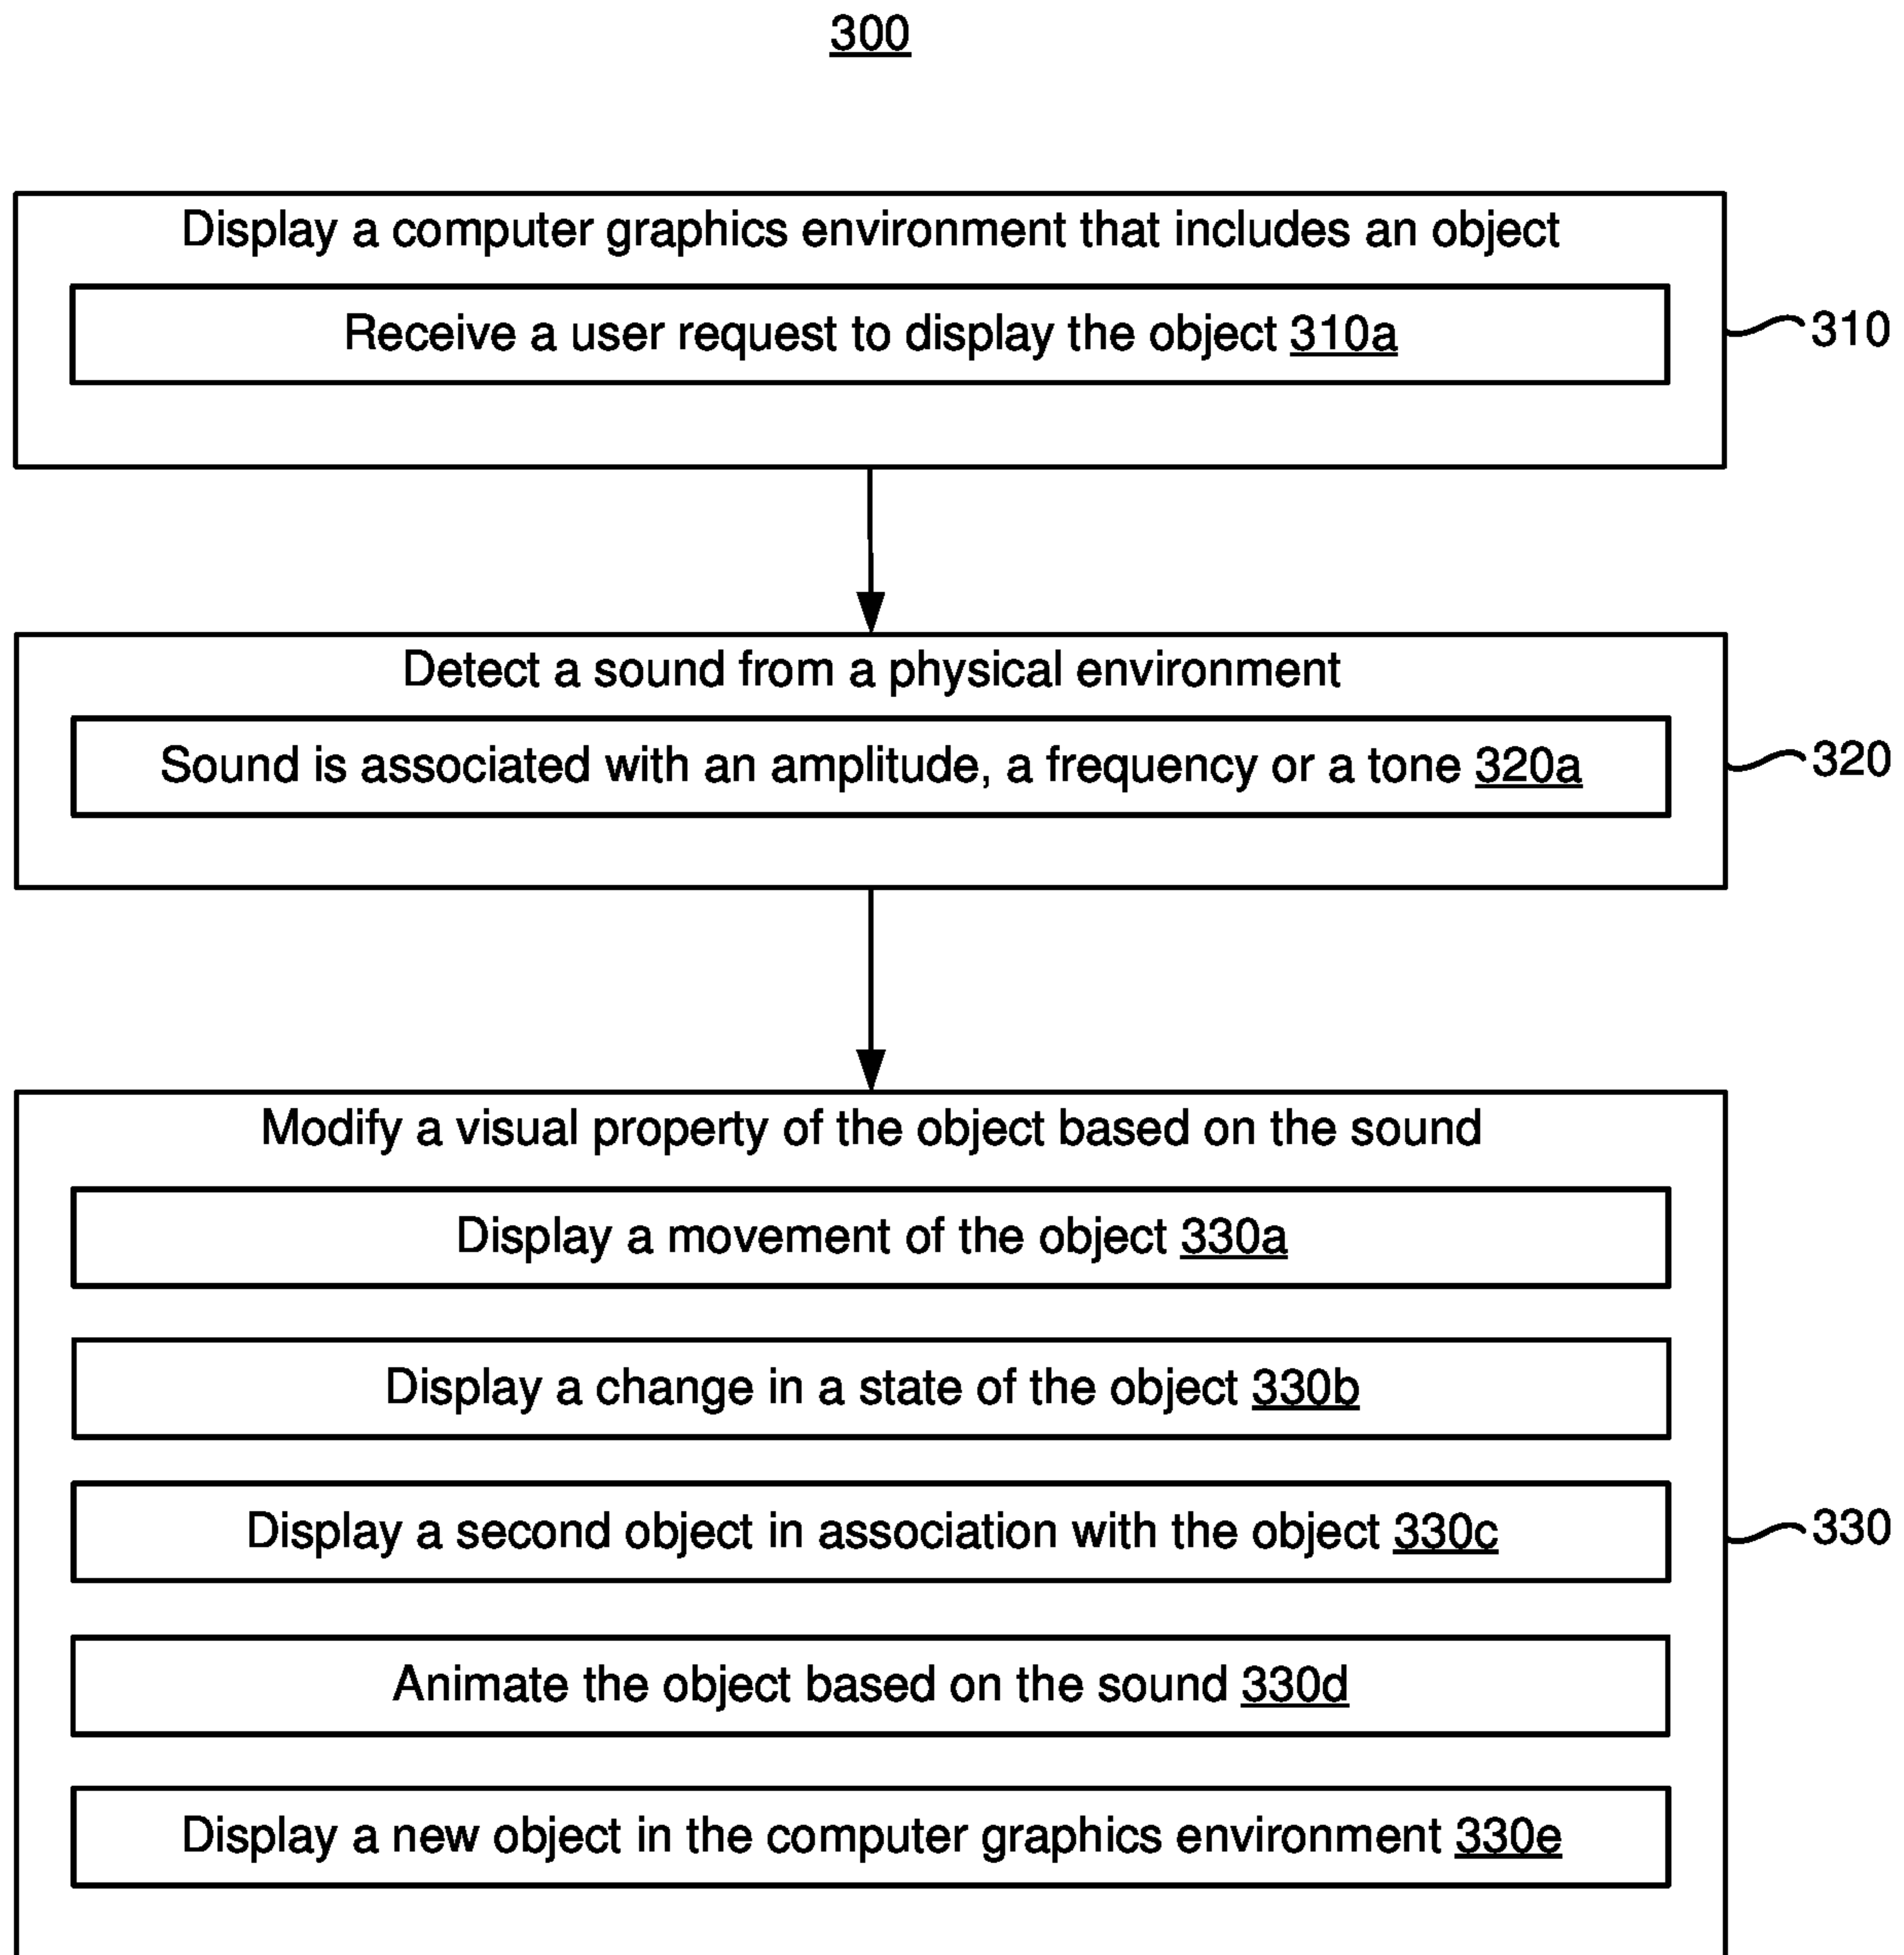 300
Display a computer graphics environment that includes an object
Receive a user request to display the object 310a
310
Detect a sound from a physical environment
Sound is associated with an amplitude, a frequency or a tone 320a
320
Modify a visual property of the object based on the sound
Display a movement of the object 330a
Display a change in a state of the object 330b
Display a second object in association with the object 330c
330
Animate the object based on the sound 330d
Display a new object in the computer graphics environment 330e